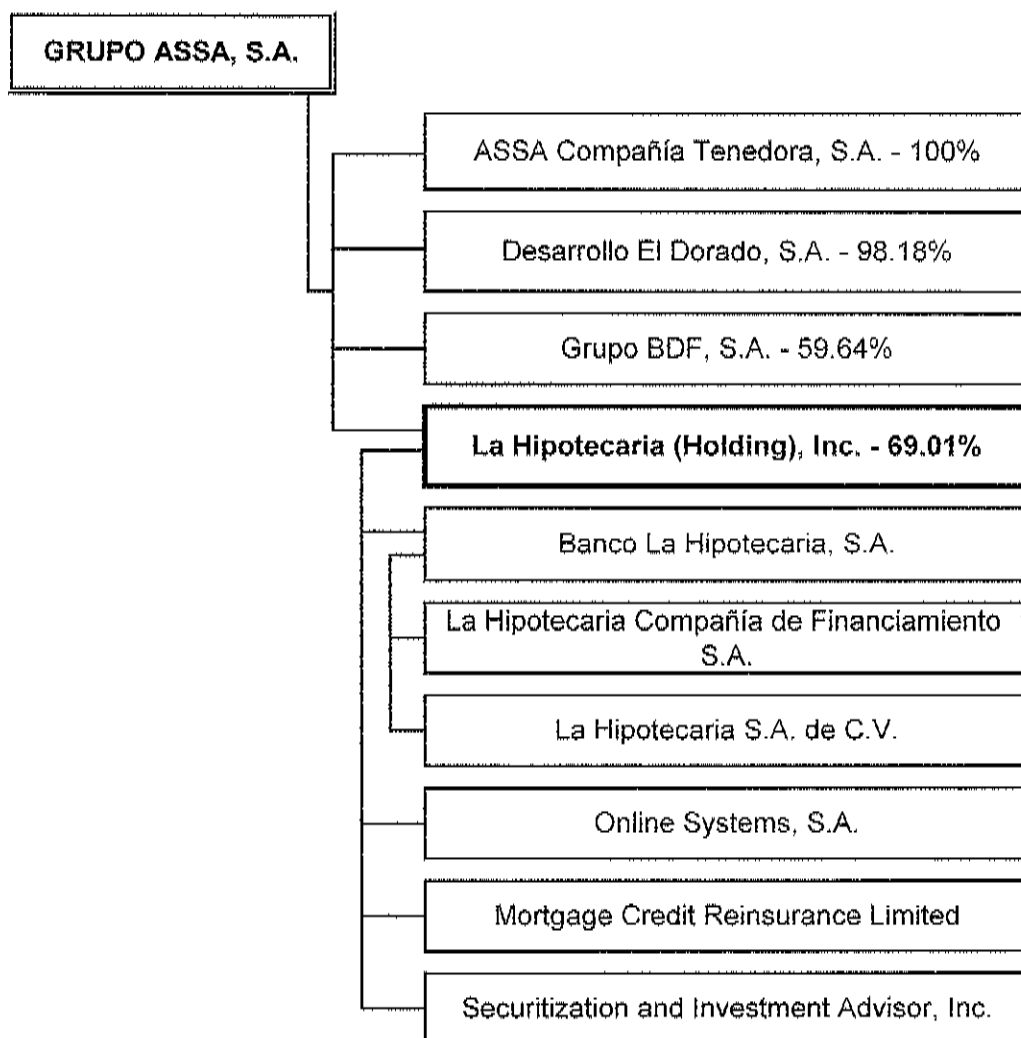 GRUPO ASSA, S.A.
ASSA Compañía Tenedora, S.A. - 100%
Desarrollo El Dorado, S.A. - 98.18%
Grupo BDF, S.A. - 59.64%
La Hipotecaria (Holding), Inc. - 69.01%
Banco La Hipotecaria, S.A.
La Hipotecaria Compañía de Financiamiento
S.A.
La Hipotecaria S.A. de C.V.
Online Systems, S.A.
Mortgage Credit Reinsurance Limited
Securitization and Investment Advisor, Inc.